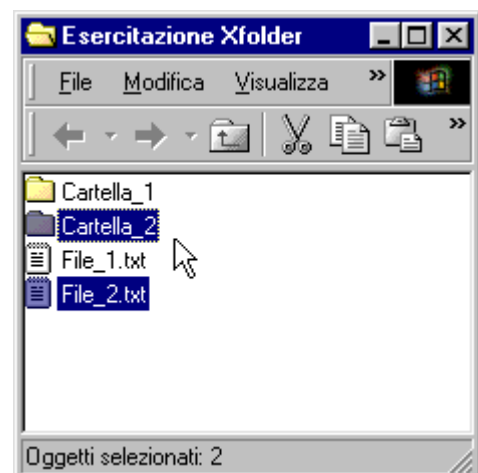 Esercitazione Xfolder
File Modifica Visualizza »
»
Cartella_1
Cartella_2
File_1.txt
File_2.txt
Oggetti selezionati: 2